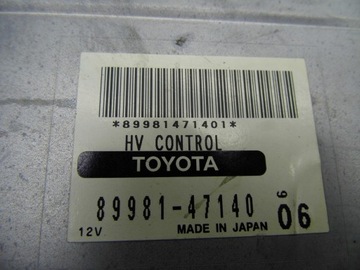 *89981471401*
HV CONTROL
TOYOTA
89981-47140
12V MADE IN JAPAN 06